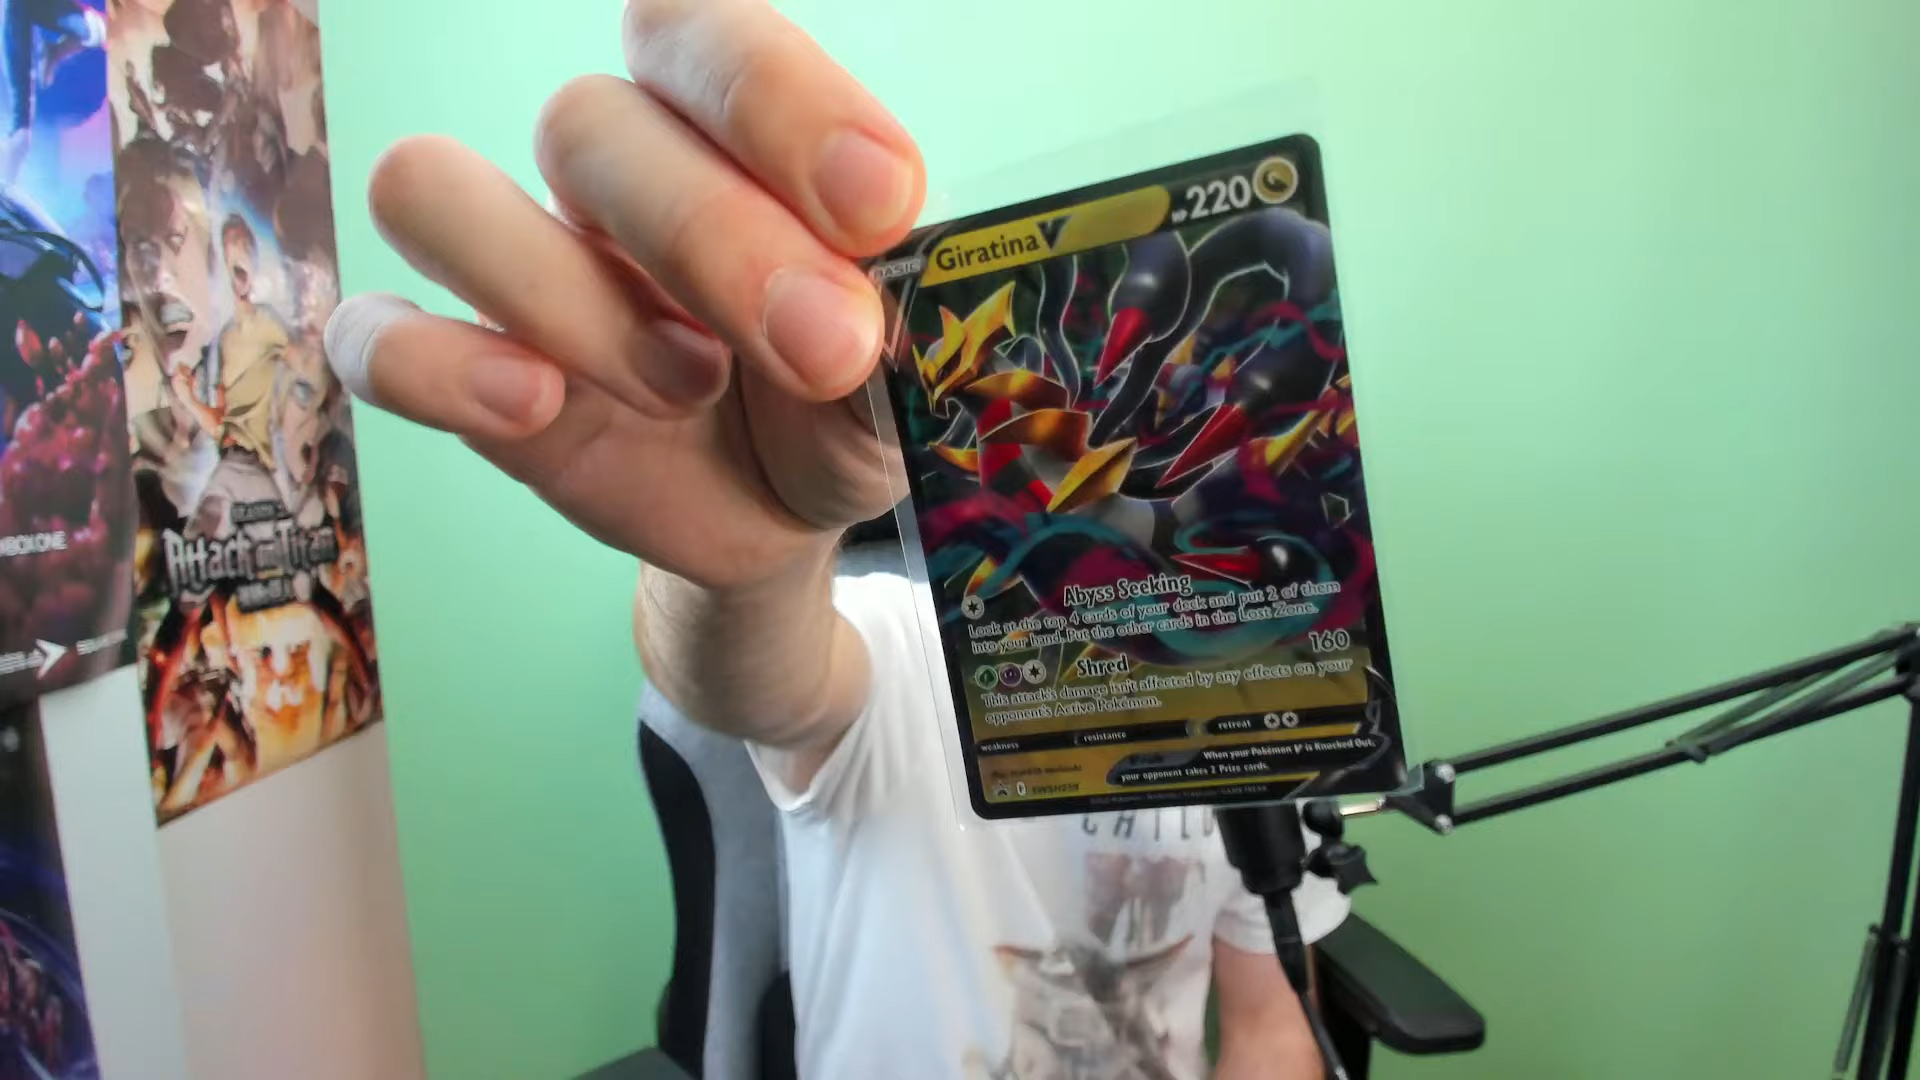 XBOX ONE
Attack on Titan
BASIC
Giratina V
HP 220
Abyss Seeking
Look at the top 4 cards of your deck and put 2 of them
into your hand. Put the other cards in the Lost Zone.
Shred 160
This attack's damage isn't affected by any effects on your
opponent's Active Pokémon.
weakness resistance retreat
When your Pokémon V is Knocked Out,
your opponent takes 2 Prize cards.
CHILD